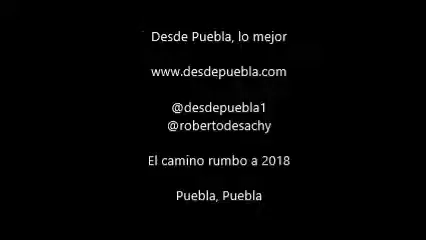 Desde Puebla, lo mejor
www.desdepuebla.com
@desdepuebla1
@robertodesachy
El camino rumbo a 2018
Puebla, Puebla